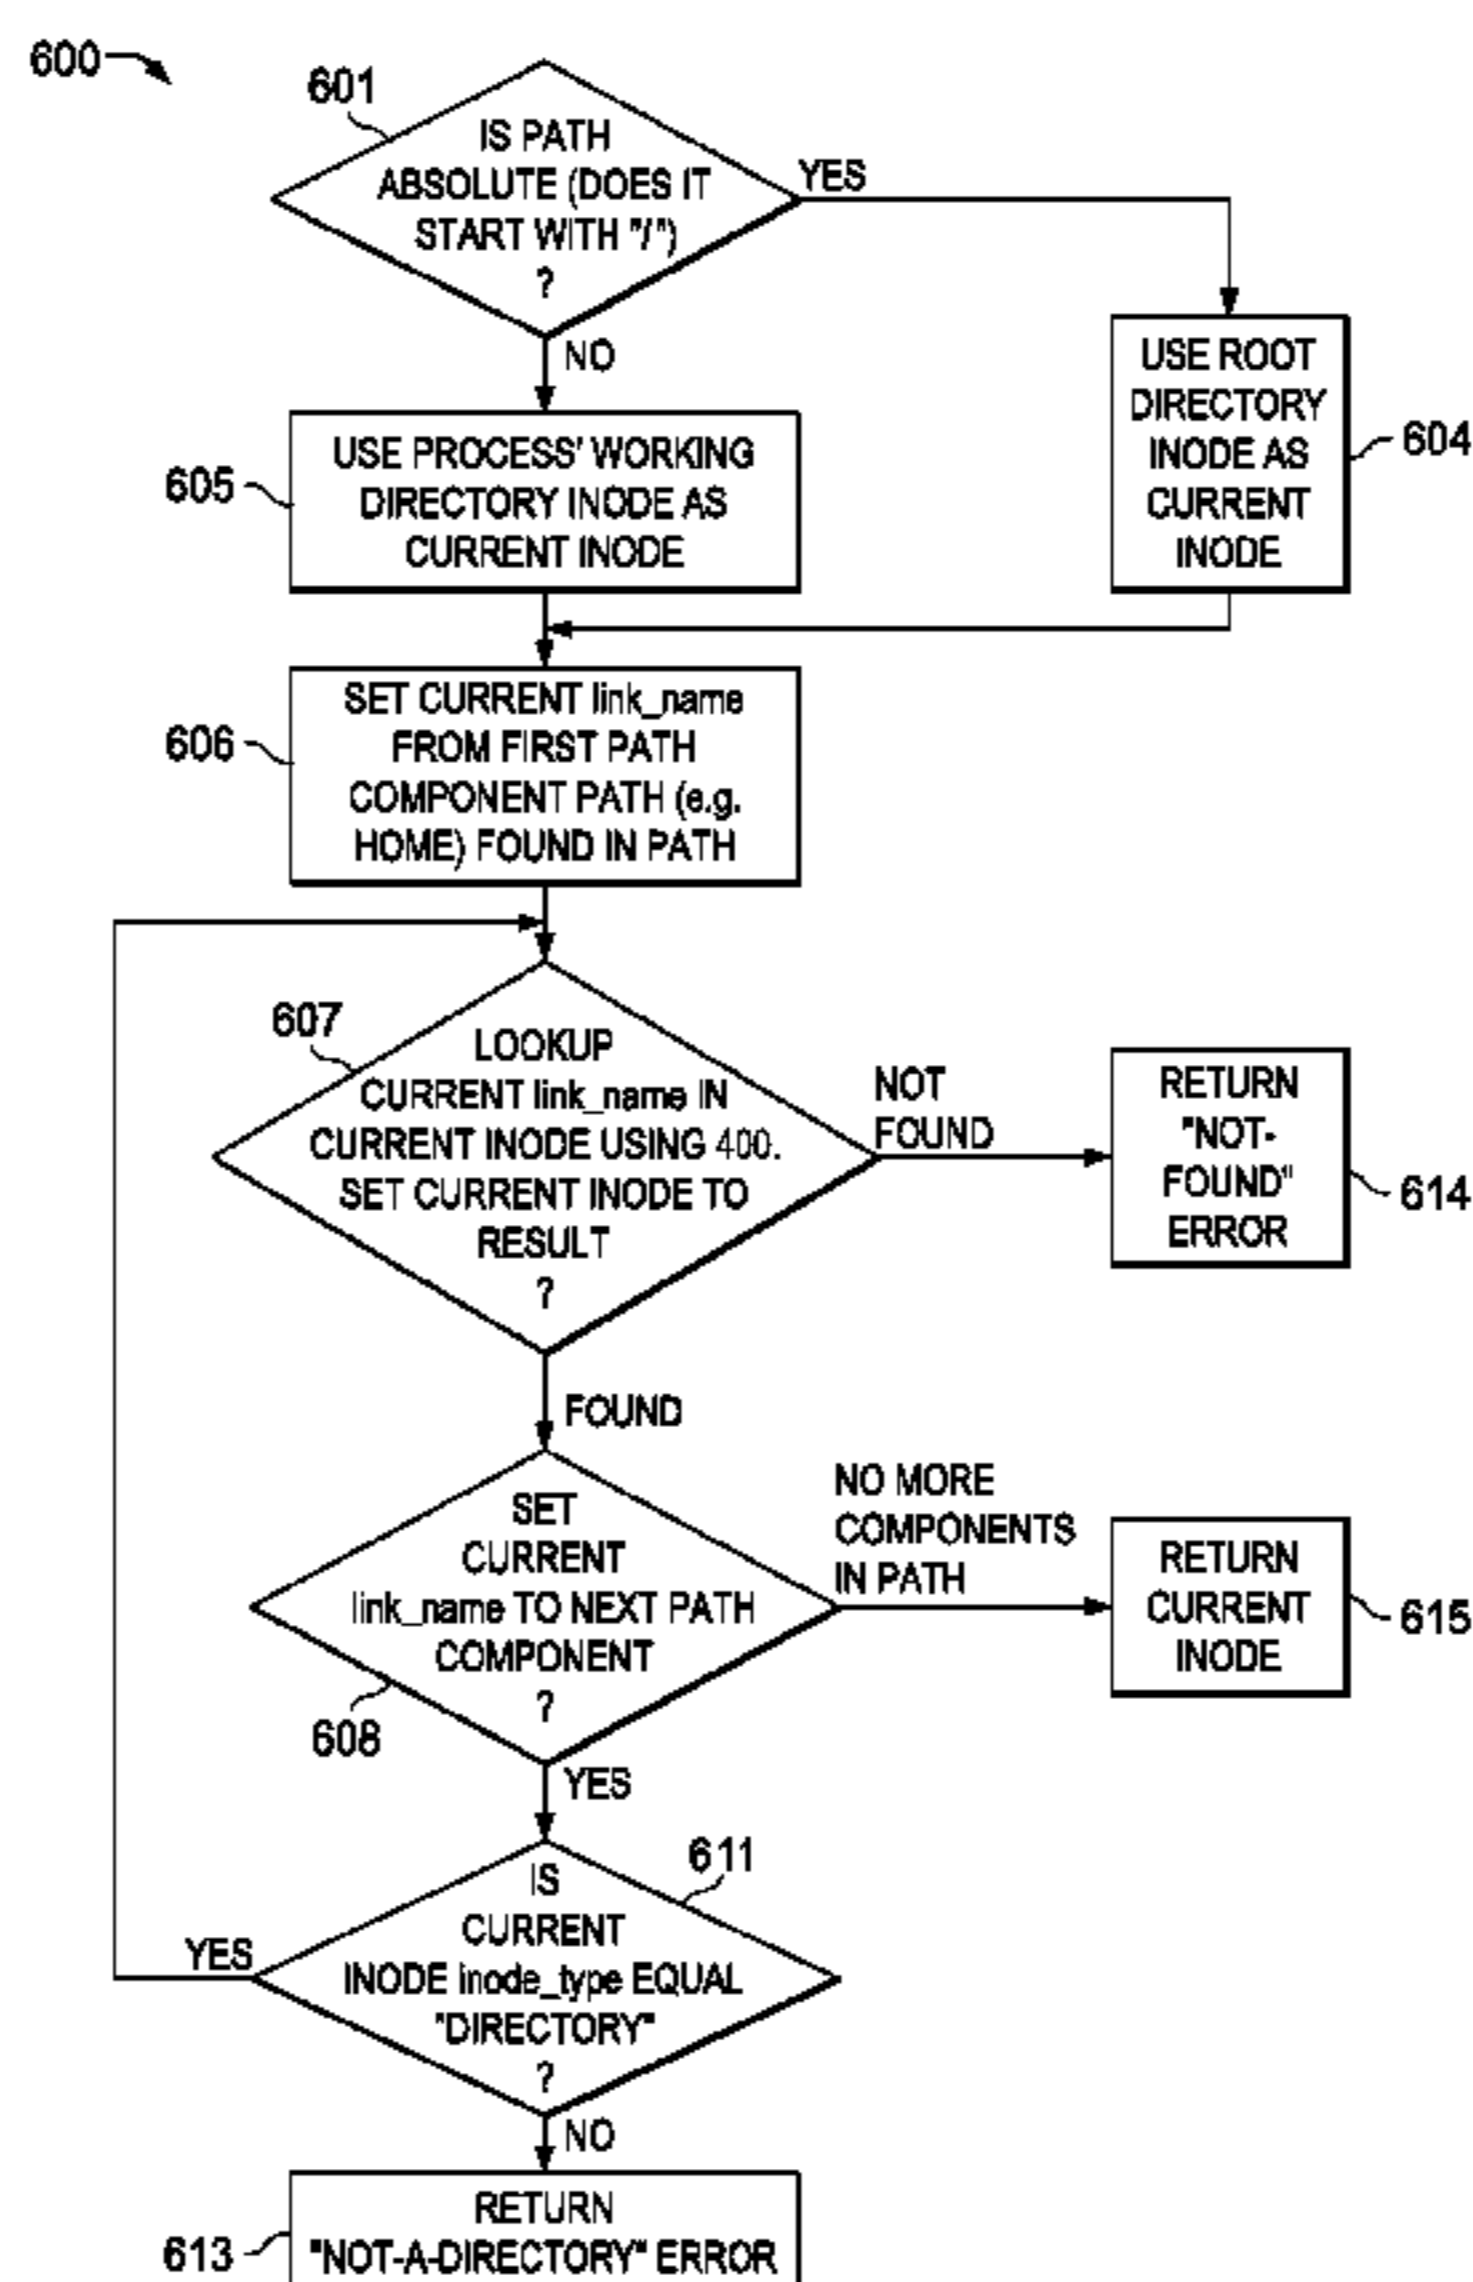 600
601
IS PATH
ABSOLUTE (DOES IT
START WITH "/")
?
YES
NO
USE ROOT
DIRECTORY
INODE AS
CURRENT
INODE
604
605
USE PROCESS' WORKING
DIRECTORY INODE AS
CURRENT INODE
606
SET CURRENT link_name
FROM FIRST PATH
COMPONENT PATH (e.g.
HOME) FOUND IN PATH
607
LOOKUP
CURRENT link_name IN
CURRENT INODE USING 400.
SET CURRENT INODE TO
RESULT
?
NOT
FOUND
RETURN
"NOT-
FOUND"
ERROR
614
FOUND
SET
CURRENT
link_name TO NEXT PATH
COMPONENT
?
608
NO MORE
COMPONENTS
IN PATH
RETURN
CURRENT
INODE
615
YES
611
IS
CURRENT
INODE inode_type EQUAL
"DIRECTORY"
?
YES
NO
613
RETURN
"NOT-A-DIRECTORY" ERROR